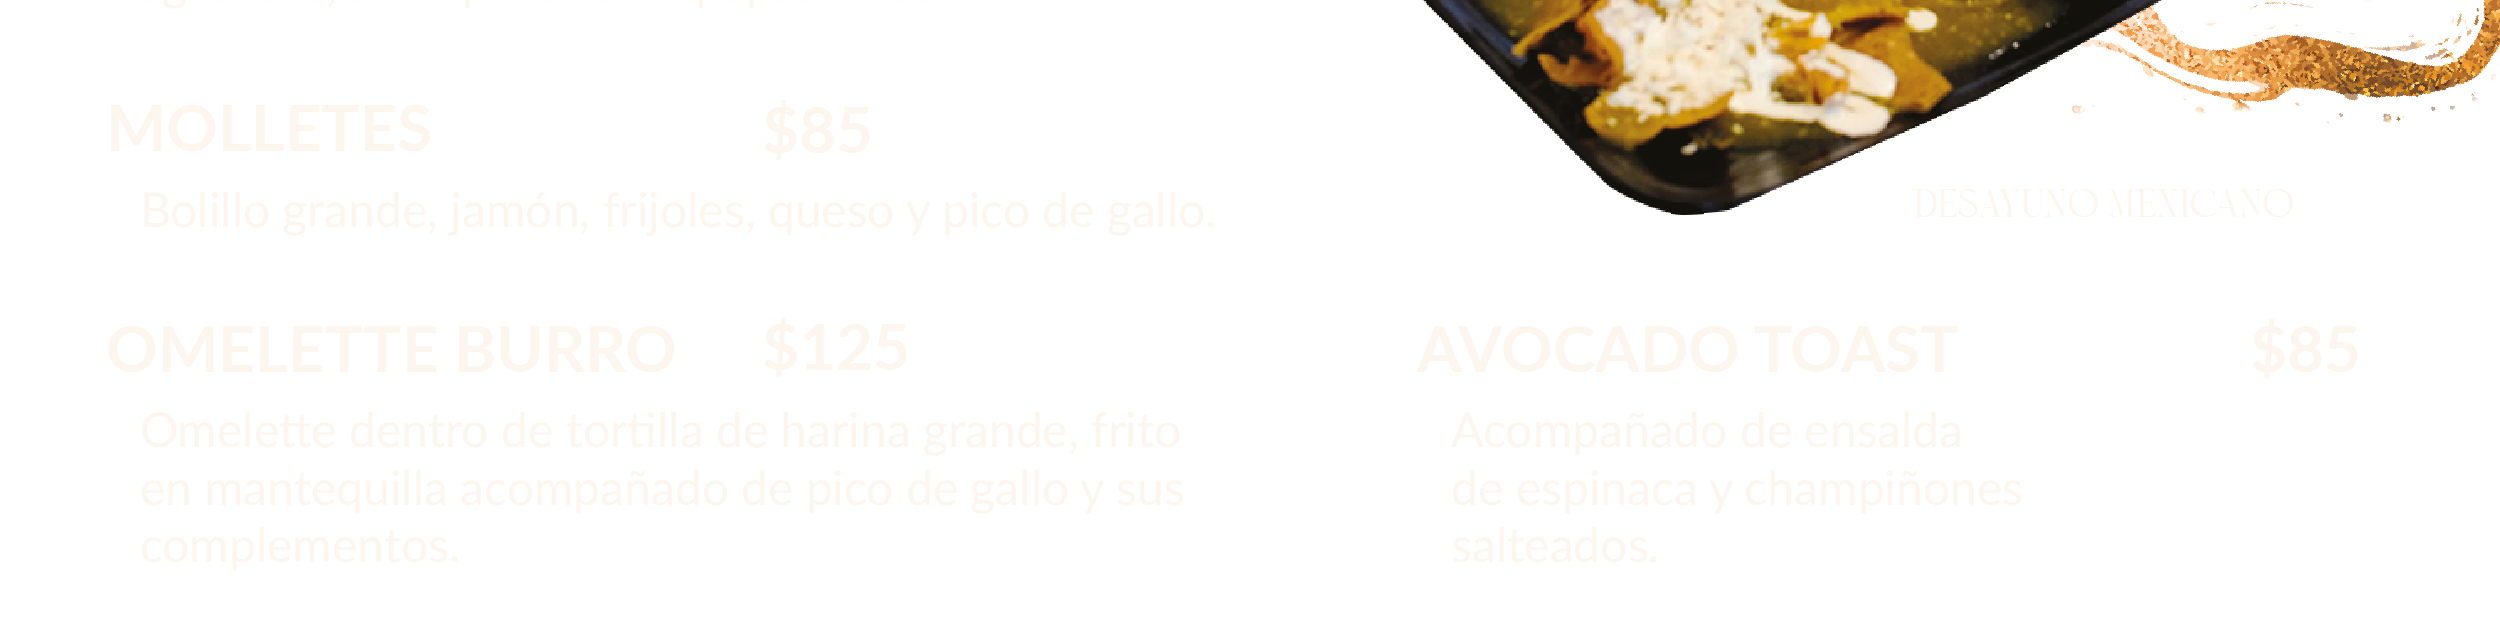 MOLLETES $85
Bolillo grande, jamón, frijoles, queso y pico de gallo.
DESAYUNO MEXICANO
OMELETTE BURRO $125
Omelette dentro de tortilla de harina grande, frito
en mantequilla acompañado de pico de gallo y sus
complementos.
AVOCADO TOAST $85
Acompañado de ensalda
de espinaca y champiñones
salteados.